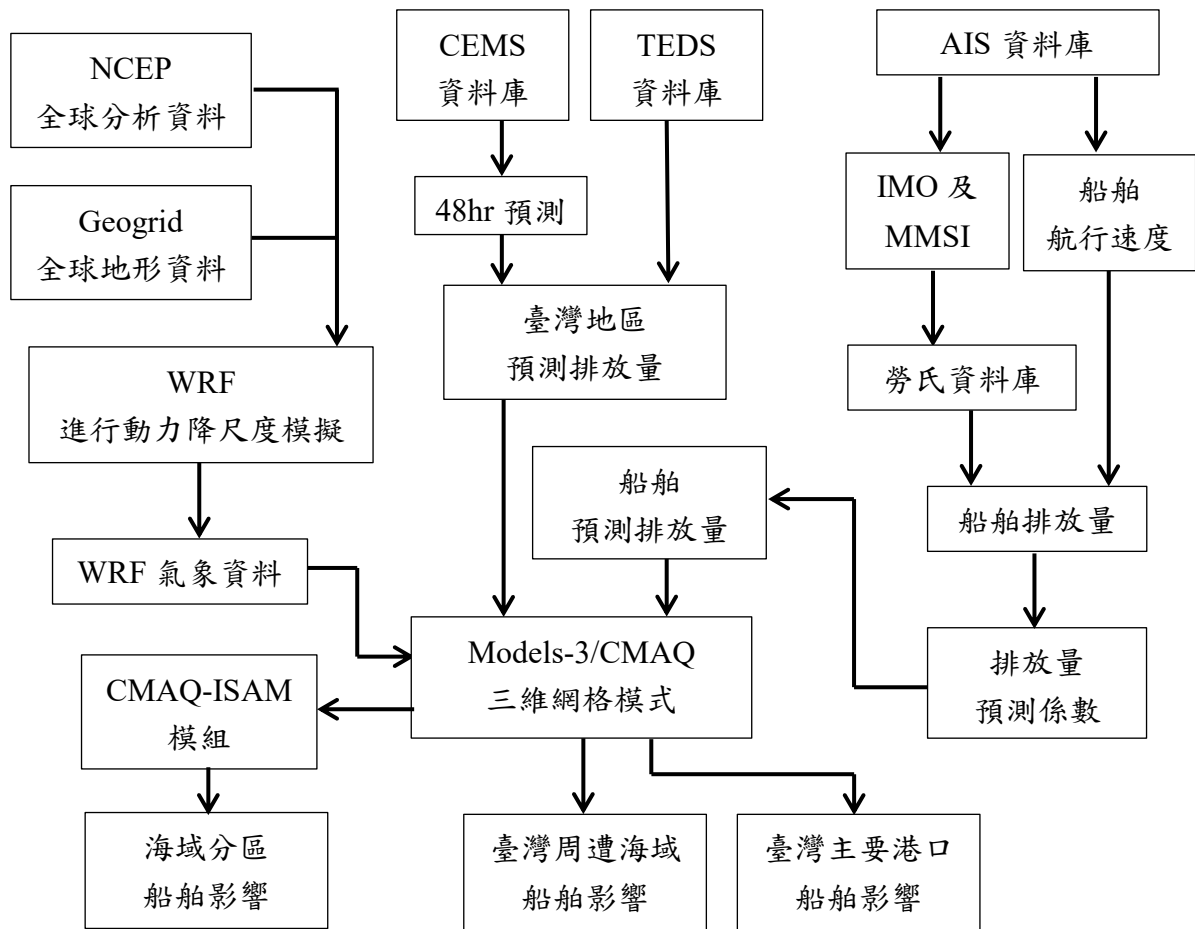 NCEP
全球分析資料
Geogrid
全球地形資料
WRF
進行動力降尺度模擬
WRF 氣象資料
CEMS
資料庫
TEDS
資料庫
48hr 預測
臺灣地區
預測排放量
AIS 資料庫
IMO 及
MMSI
船舶
航行速度
勞氏資料庫
船舶排放量
排放量
預測係數
船舶
預測排放量
Models-3/CMAQ
三維網格模式
CMAQ-ISAM
模組
海域分區
船舶影響
臺灣周遭海域
船舶影響
臺灣主要港口
船舶影響